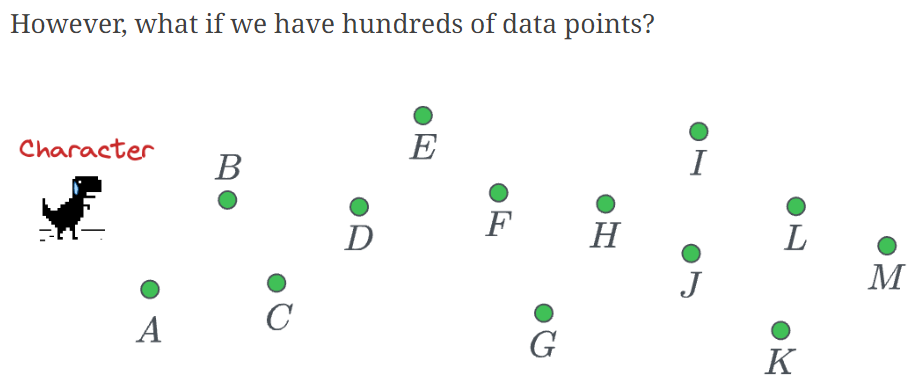 However, what if we have hundreds of data points?
Character
B
E
I
D
F
H
L
A
C
G
J
M
K